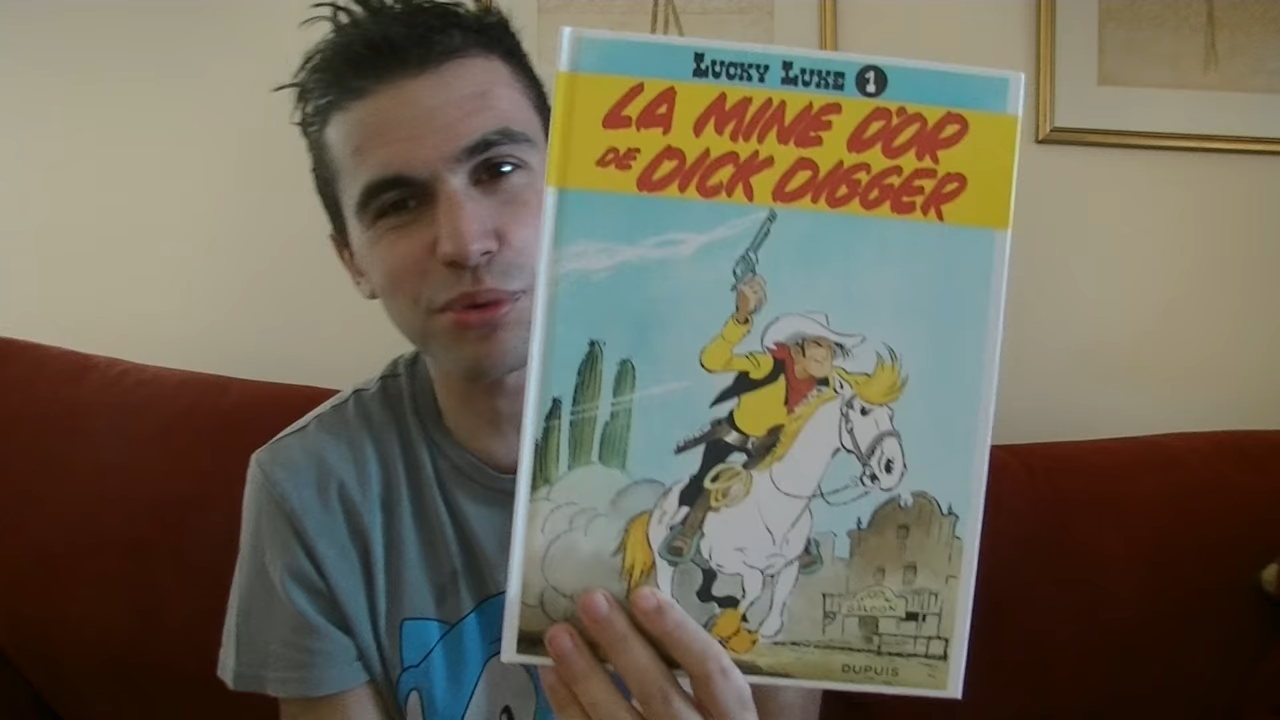 LUCKY LUKE 1
LA MINE D'OR
DE DICK DIGGER
SALOON
DUPUIS